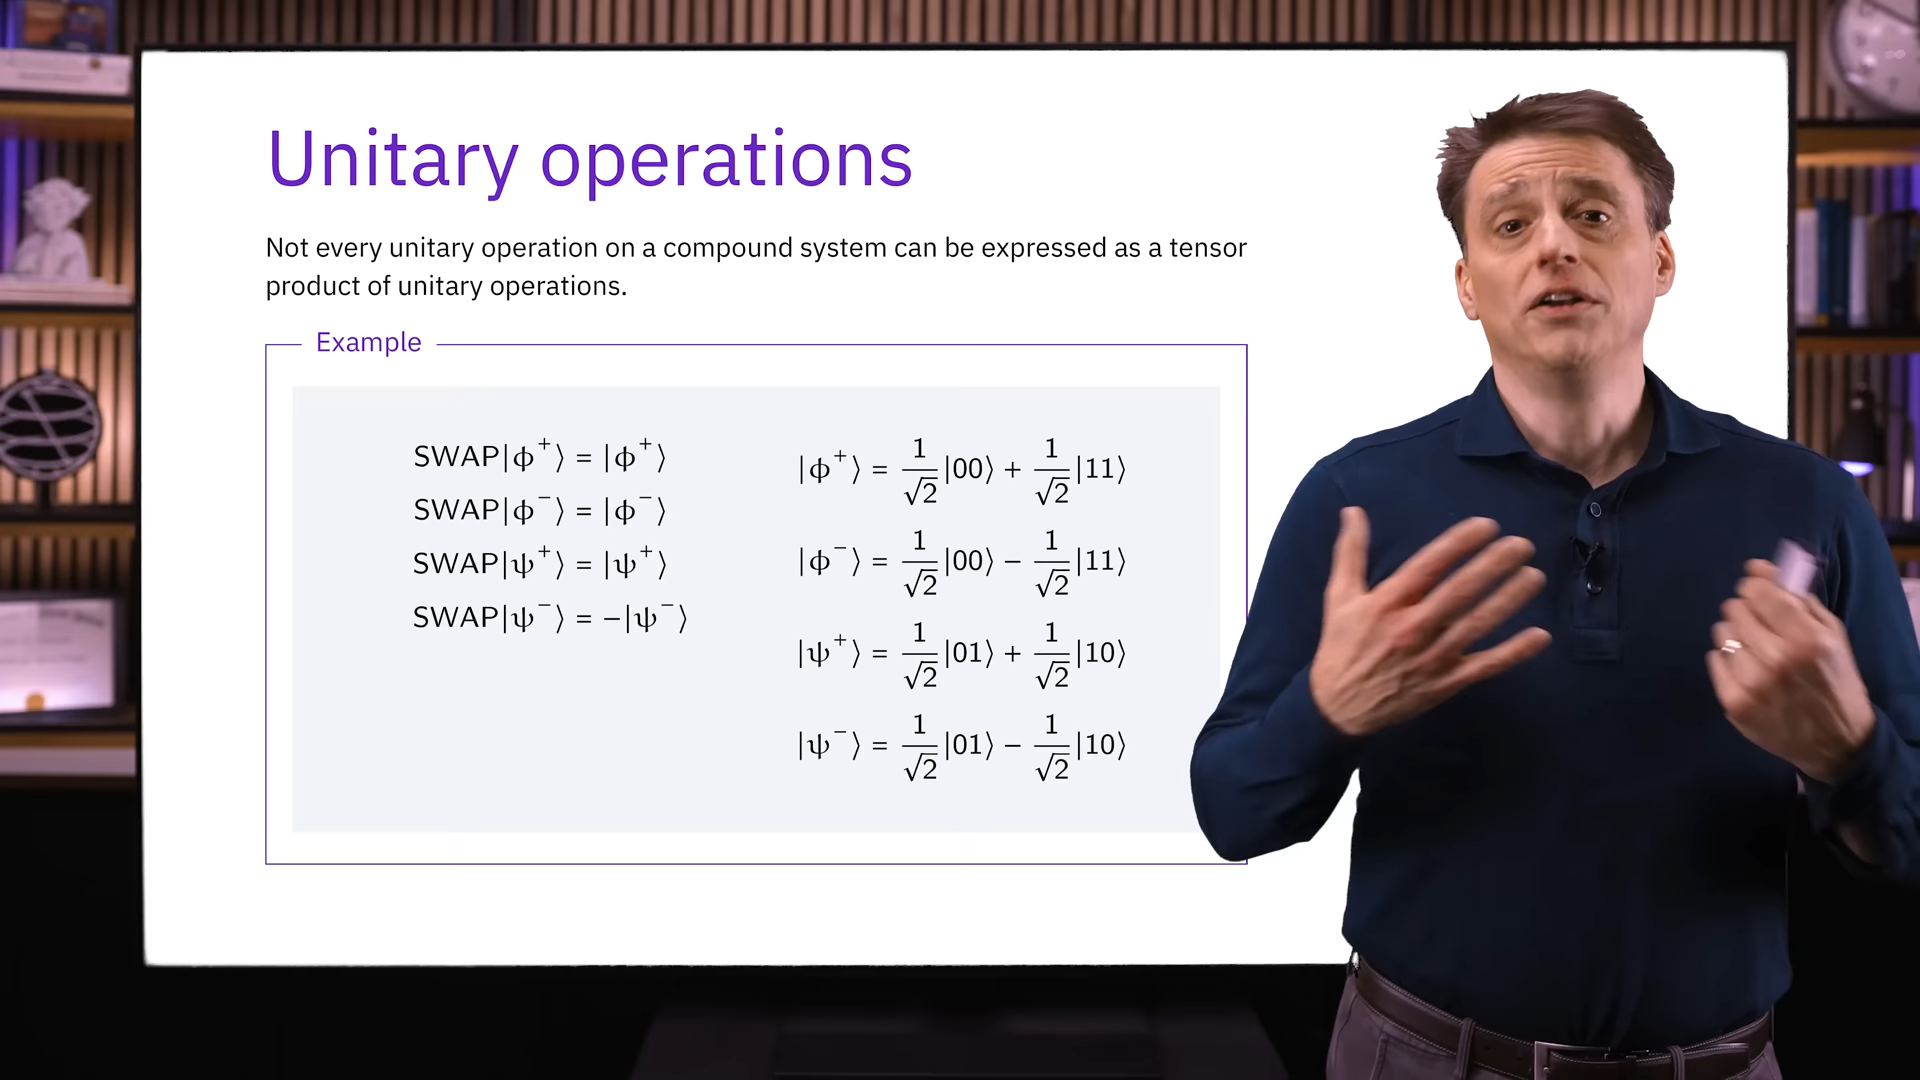 Unitary operations
Not every unitary operation on a compound system can be expressed as a tensor
product of unitary operations.
Example
SWAP|ϕ⁺⟩ = |ϕ⁺⟩
SWAP|ϕ⁻⟩ = |ϕ⁻⟩
SWAP|ψ⁺⟩ = |ψ⁺⟩
SWAP|ψ⁻⟩ = −|ψ⁻⟩
|ϕ⁺⟩ = 1/√2 |00⟩ + 1/√2 |11⟩
|ϕ⁻⟩ = 1/√2 |00⟩ − 1/√2 |11⟩
|ψ⁺⟩ = 1/√2 |01⟩ + 1/√2 |10⟩
|ψ⁻⟩ = 1/√2 |01⟩ − 1/√2 |10⟩